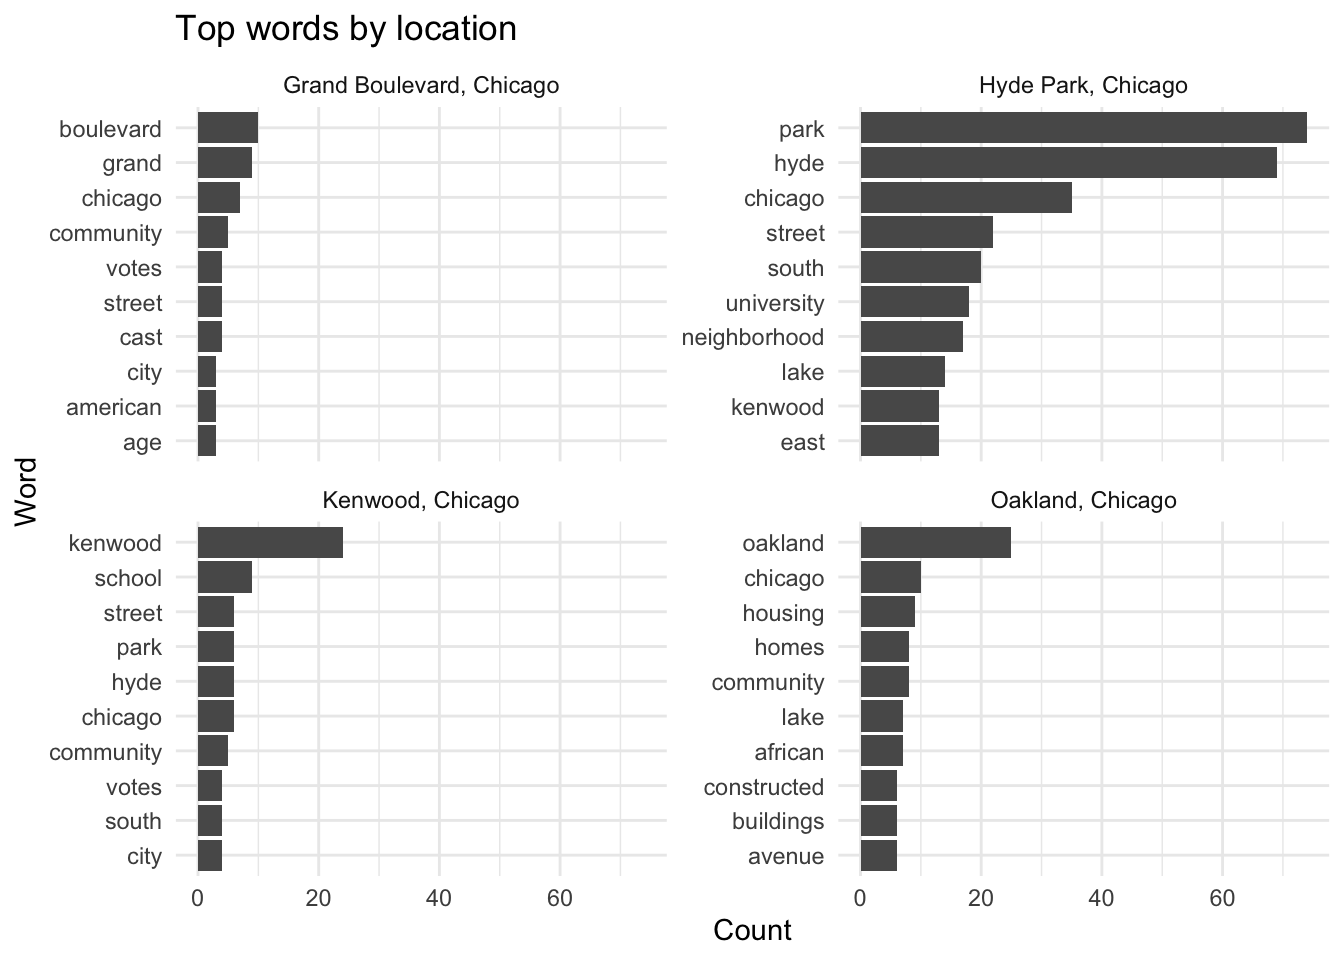 Top words by location
Grand Boulevard, Chicago
boulevard
grand
chicago
community
votes
street
cast
city
american
age
Hyde Park, Chicago
park
hyde
chicago
street
south
university
neighborhood
lake
kenwood
east
Word
Kenwood, Chicago
kenwood
school
street
park
hyde
chicago
community
votes
south
city
0 20 40 60
Oakland, Chicago
oakland
chicago
housing
homes
community
lake
african
constructed
buildings
avenue
0 20 40 60
Count